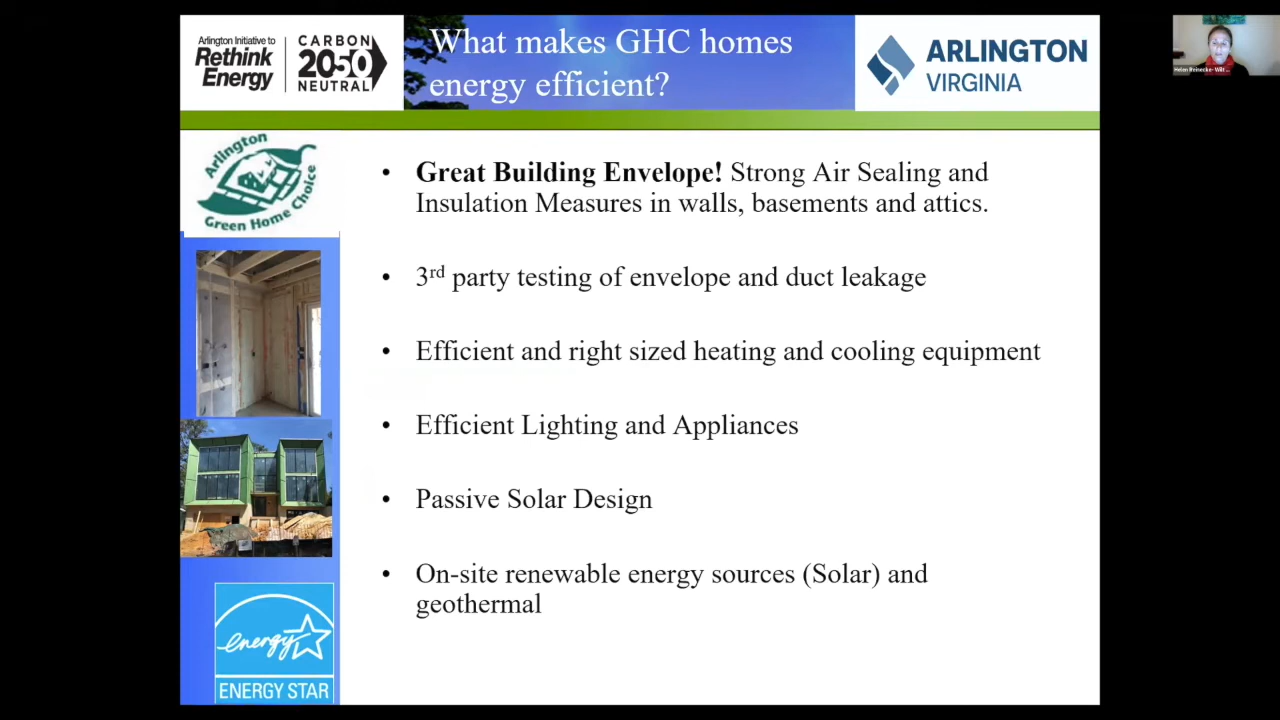 Arlington Initiative to
Rethink
Energy
CARBON
2050
NEUTRAL
What makes GHC homes
energy efficient?
ARLINGTON
VIRGINIA
Helen Reinecke-Wilt ...
Arlington
Green Home Choice
• Great Building Envelope! Strong Air Sealing and
Insulation Measures in walls, basements and attics.
• 3rd party testing of envelope and duct leakage
• Efficient and right sized heating and cooling equipment
• Efficient Lighting and Appliances
• Passive Solar Design
• On-site renewable energy sources (Solar) and
geothermal
energy
ENERGY STAR